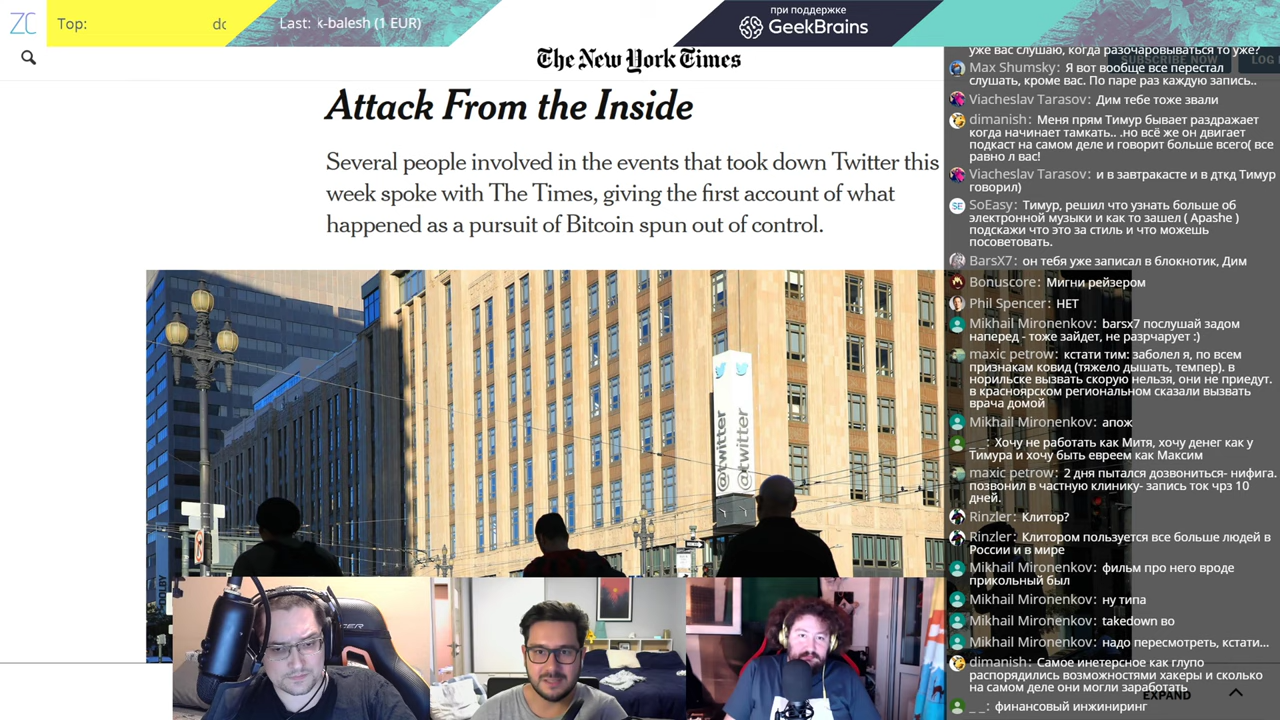 ZC
Top:
dc
Last: k-balesh (1 EUR)
при поддержке
GeekBrains
The New York Times
SUBSCRIBE NOW
LOG
Attack From the Inside
Several people involved in the events that took down Twitter this
week spoke with The Times, giving the first account of what
happened as a pursuit of Bitcoin spun out of control.
@twitter
@twitter
DOLBY
уже вас слушаю, когда разочаровываться то уже?
Max Shumsky: Я вот вообще все перестал
слушать, кроме вас. По паре раз каждую запись..
Viacheslav Tarasov: Дим тебе тоже звали
dimanish: Меня прям Тимур бывает раздражает
когда начинает тамкать.. .но всё же он двигает
подкаст на самом деле и говорит больше всего( все
равно л вас!
Viacheslav Tarasov: и в завтракасте и в дткд Тимур
говорил)
SoEasy: Тимур, решил что узнать больше об
электронной музыки и как то зашел ( Apashe )
подскажи что это за стиль и что можешь
посоветовать.
BarsX7: он тебя уже записал в блокнотик, Дим
Bonuscore: Мигни рейзером
Phil Spencer: НЕТ
Mikhail Mironenkov: barsx7 послушай задом
наперед - тоже зайдет, не разрчарует :)
maxic petrow: кстати тим: заболел я, по всем
признакам ковид (тяжело дышать, темпер). в
норильске вызвать скорую нельзя, они не приедут.
в красноярском региональном сказали вызвать
врача домой
Mikhail Mironenkov: апож
_ _: Хочу не работать как Митя, хочу денег как у
Тимура и хочу быть евреем как Максим
maxic petrow: 2 дня пытался дозвониться- нифига.
позвонил в частную клинику- запись ток чрз 10
дней.
Rinzler: Клитор?
Rinzler: Клитором пользуется все больше людей в
России и в мире
Mikhail Mironenkov: фильм про него вроде
прикольный был
Mikhail Mironenkov: ну типа
Mikhail Mironenkov: takedown во
Mikhail Mironenkov: надо пересмотреть, кстати...
dimanish: Самое инетерсное как глупо
распорядились возможностями хакеры и сколько
на самом деле они могли заработать
_ _: финансовый инжиниринг
EXPAND